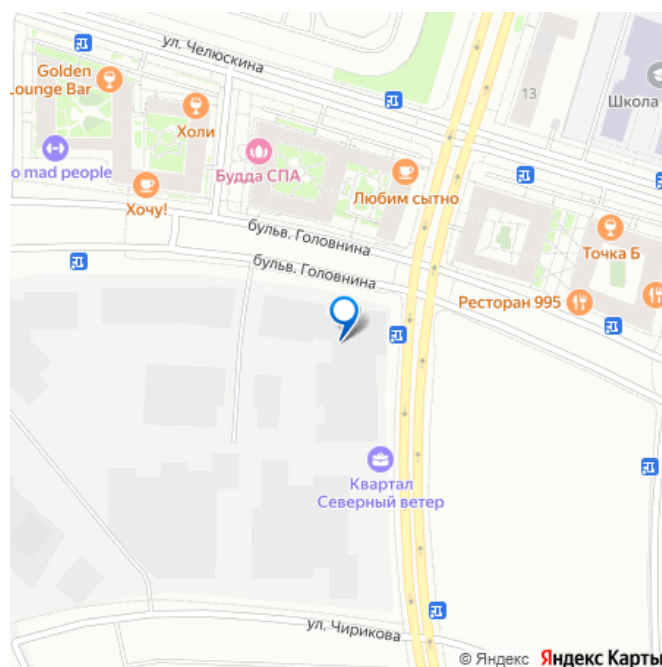 ул. Челюскина
Golden
Lounge Bar
Холи
13
Школа
Будда СПА
o mad people
Любим сытно
Хочу!
бульв. Головнина
Точка Б
бульв. Головнина
Ресторан 995
Квартал
Северный ветер
ул. Чирикова
© Яндекс Яндекс Карты